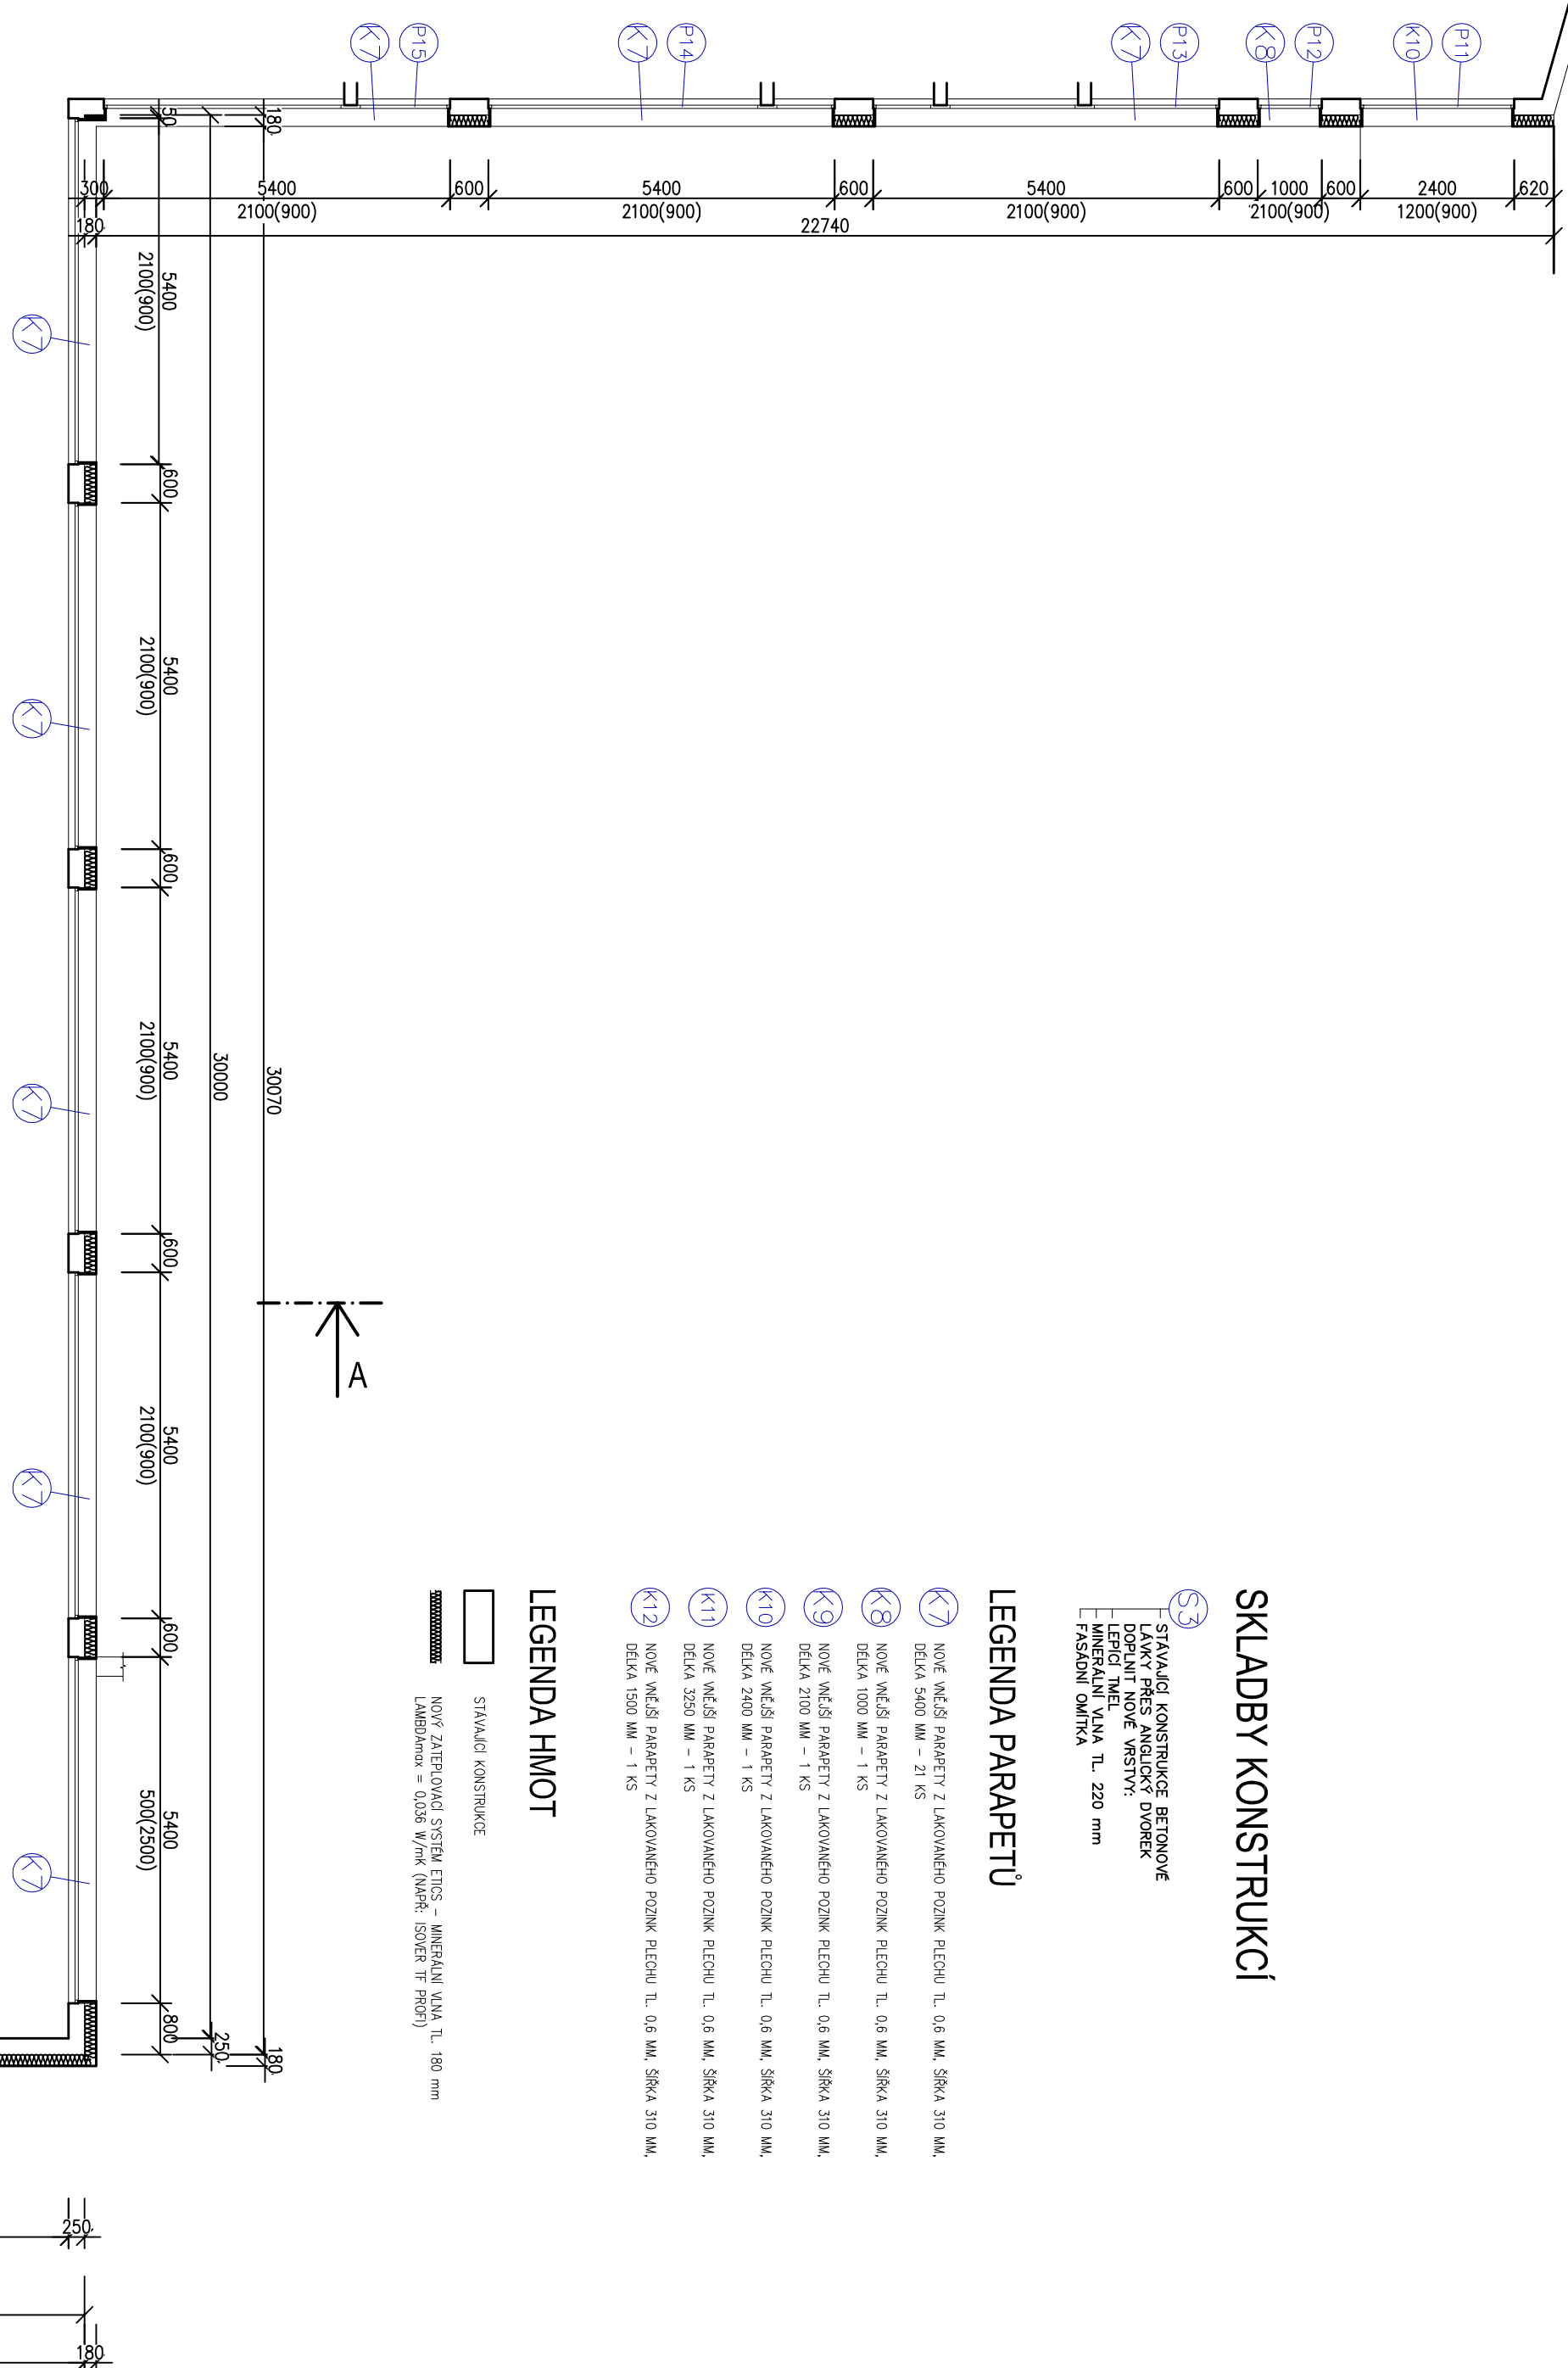 P15
K7
P14
K7
P13
K7
P12
K8
P11
K10
50
180
300
5400
2100(900)
600
5400
2100(900)
600
5400
2100(900)
600
1000
2100(900)
600
2400
1200(900)
620
180
22740
5400
2100(900)
K7
600
5400
2100(900)
K7
600
5400
2100(900)
K7
600
5400
2100(900)
K7
600
5400
500(2500)
K7
800
30000
250
30070
180
A
SKLADBY KONSTRUKCÍ
S3
STÁVAJÍCÍ KONSTRUKCE BETONOVÉ
LÁVKY PŘES ANGLICKÝ DVOREK
DOPLNIT NOVÉ VRSTVY:
LEPÍCÍ TMEL
MINERÁLNÍ VLNA TL. 220 mm
FASÁDNÍ OMÍTKA
LEGENDA PARAPETŮ
K7 NOVÉ VNĚJŠÍ PARAPETY Z LAKOVANÉHO POZINK PLECHU TL. 0,6 MM, ŠÍŘKA 310 MM,
DÉLKA 5400 MM – 21 KS
K8 NOVÉ VNĚJŠÍ PARAPETY Z LAKOVANÉHO POZINK PLECHU TL. 0,6 MM, ŠÍŘKA 310 MM,
DÉLKA 1000 MM – 1 KS
K9 NOVÉ VNĚJŠÍ PARAPETY Z LAKOVANÉHO POZINK PLECHU TL. 0,6 MM, ŠÍŘKA 310 MM,
DÉLKA 2100 MM – 1 KS
K10 NOVÉ VNĚJŠÍ PARAPETY Z LAKOVANÉHO POZINK PLECHU TL. 0,6 MM, ŠÍŘKA 310 MM,
DÉLKA 2400 MM – 1 KS
K11 NOVÉ VNĚJŠÍ PARAPETY Z LAKOVANÉHO POZINK PLECHU TL. 0,6 MM, ŠÍŘKA 310 MM,
DÉLKA 3250 MM – 1 KS
K12 NOVÉ VNĚJŠÍ PARAPETY Z LAKOVANÉHO POZINK PLECHU TL. 0,6 MM, ŠÍŘKA 310 MM,
DÉLKA 1500 MM – 1 KS
LEGENDA HMOT
STÁVAJÍCÍ KONSTRUKCE
NOVÝ ZATEPLOVACÍ SYSTÉM ETICS – MINERÁLNÍ VLNA TL. 180 mm
LAMBDAmax = 0,036 W/mK (NAPŘ: ISOVER TF PROFI)
250
180